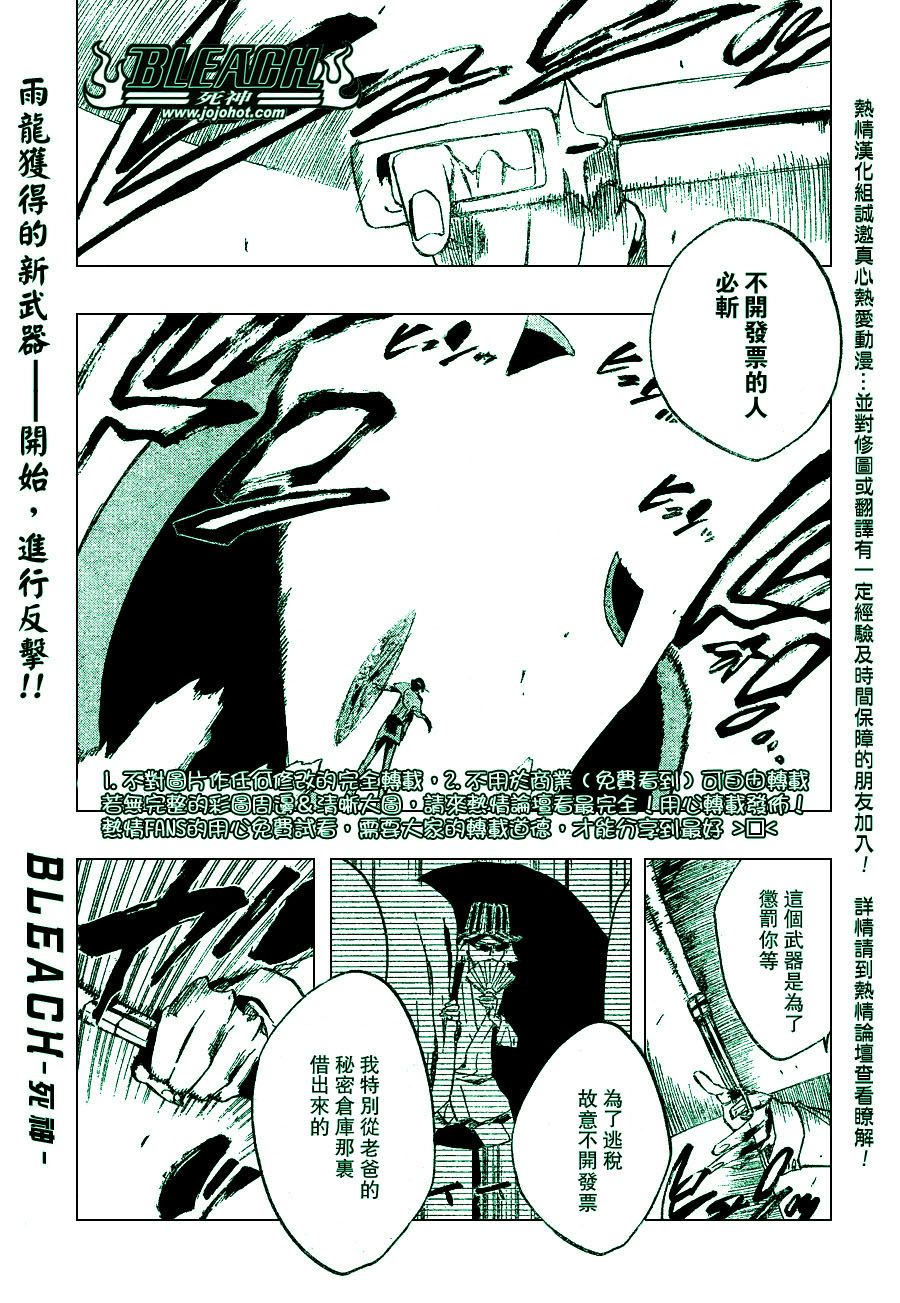 BLEACH
死神
www.jojohot.com
熱情漢化組誠邀真心熱愛動漫…並對修圖或翻譯有一定經驗及時間保障的朋友加入！ 詳情請到熱情論壇查看瞭解！
雨龍獲得的新武器——開始，進行反擊!!
不開發票的人
必斬
1. 不對圖片作任何修改的完全轉載，2. 不用於商業（免費看到）可自由轉載
若無完整的彩圖周漫&清晰大圖，請來熱情論壇看最完全！用心轉載發佈！
熱情FANS的用心免費試看，需要大家的轉載道德，才能分享到最好 >口<
這個武器是為了
懲罰你等
為了逃稅
故意不開發票
我特別從老爸的
秘密倉庫那裏
借出來的
BLEACH-死神-